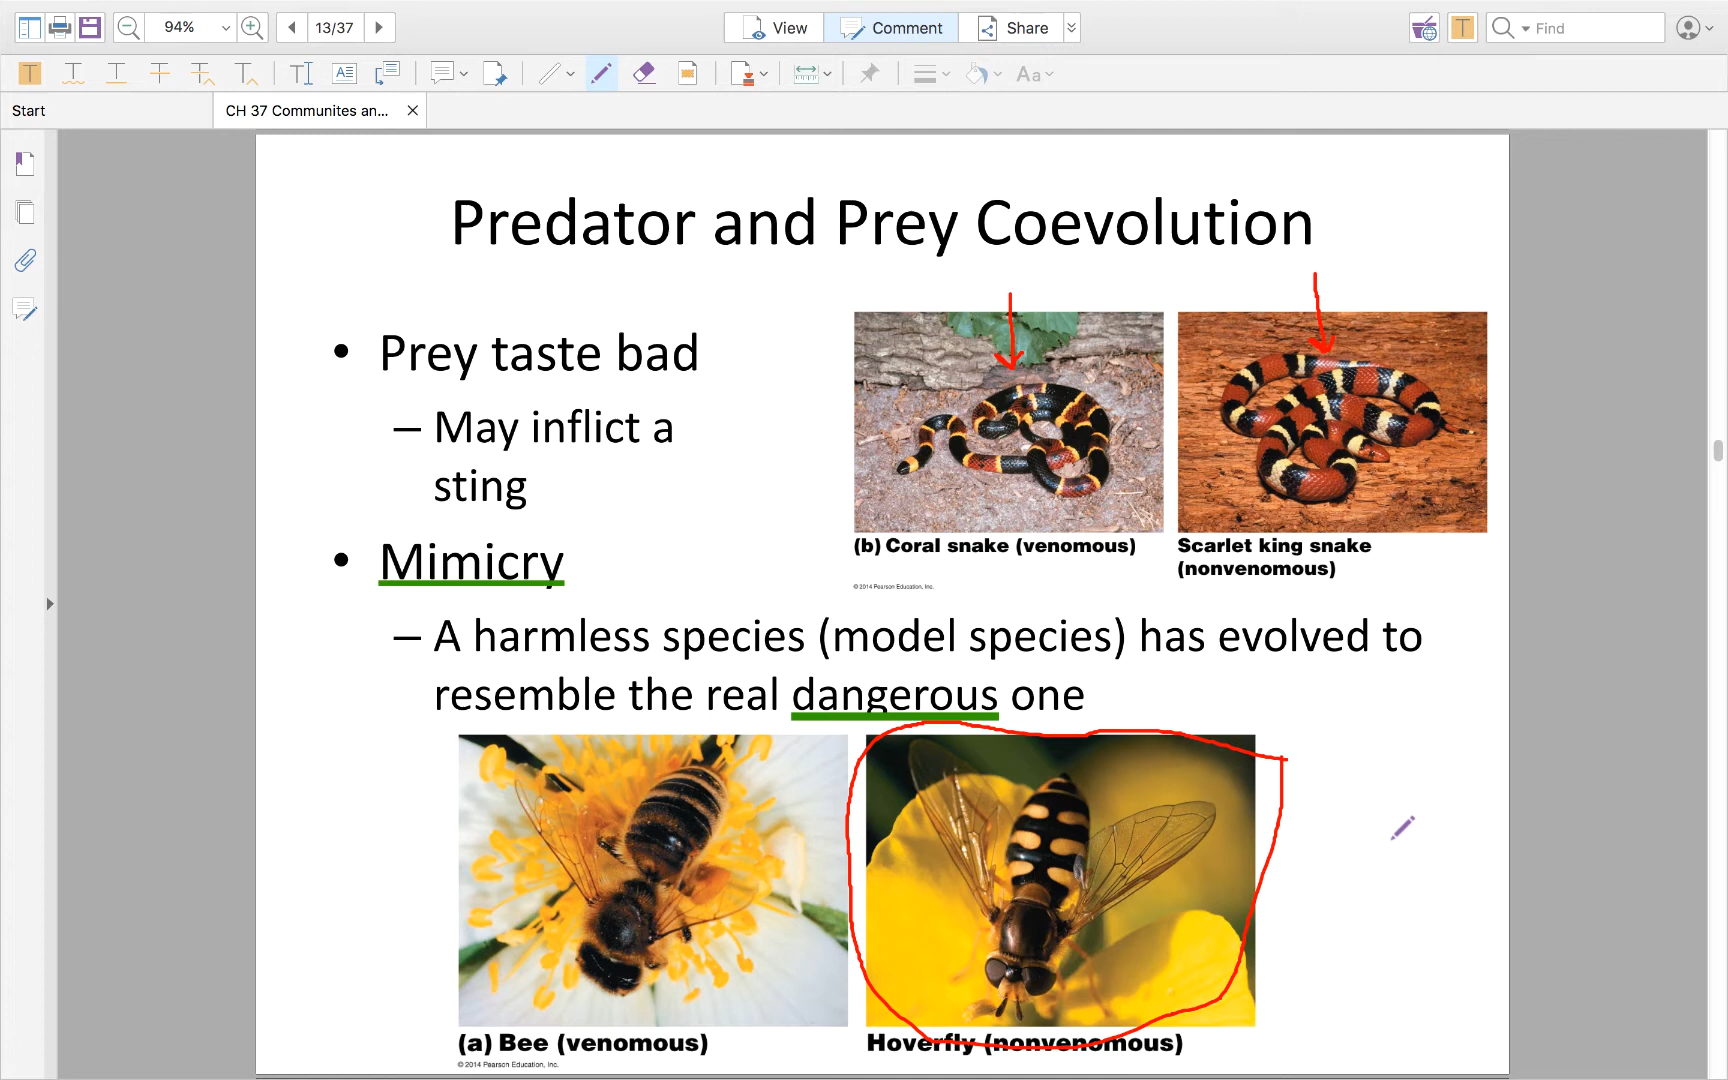 94%
13/37
View
Comment
Share
Find
Aa
Start
CH 37 Communites an...
Predator and Prey Coevolution
• Prey taste bad
– May inflict a
sting
• Mimicry
(b) Coral snake (venomous)
Scarlet king snake
(nonvenomous)
© 2014 Pearson Education, Inc.
– A harmless species (model species) has evolved to
resemble the real dangerous one
(a) Bee (venomous)
Hoverfly (nonvenomous)
© 2014 Pearson Education, Inc.